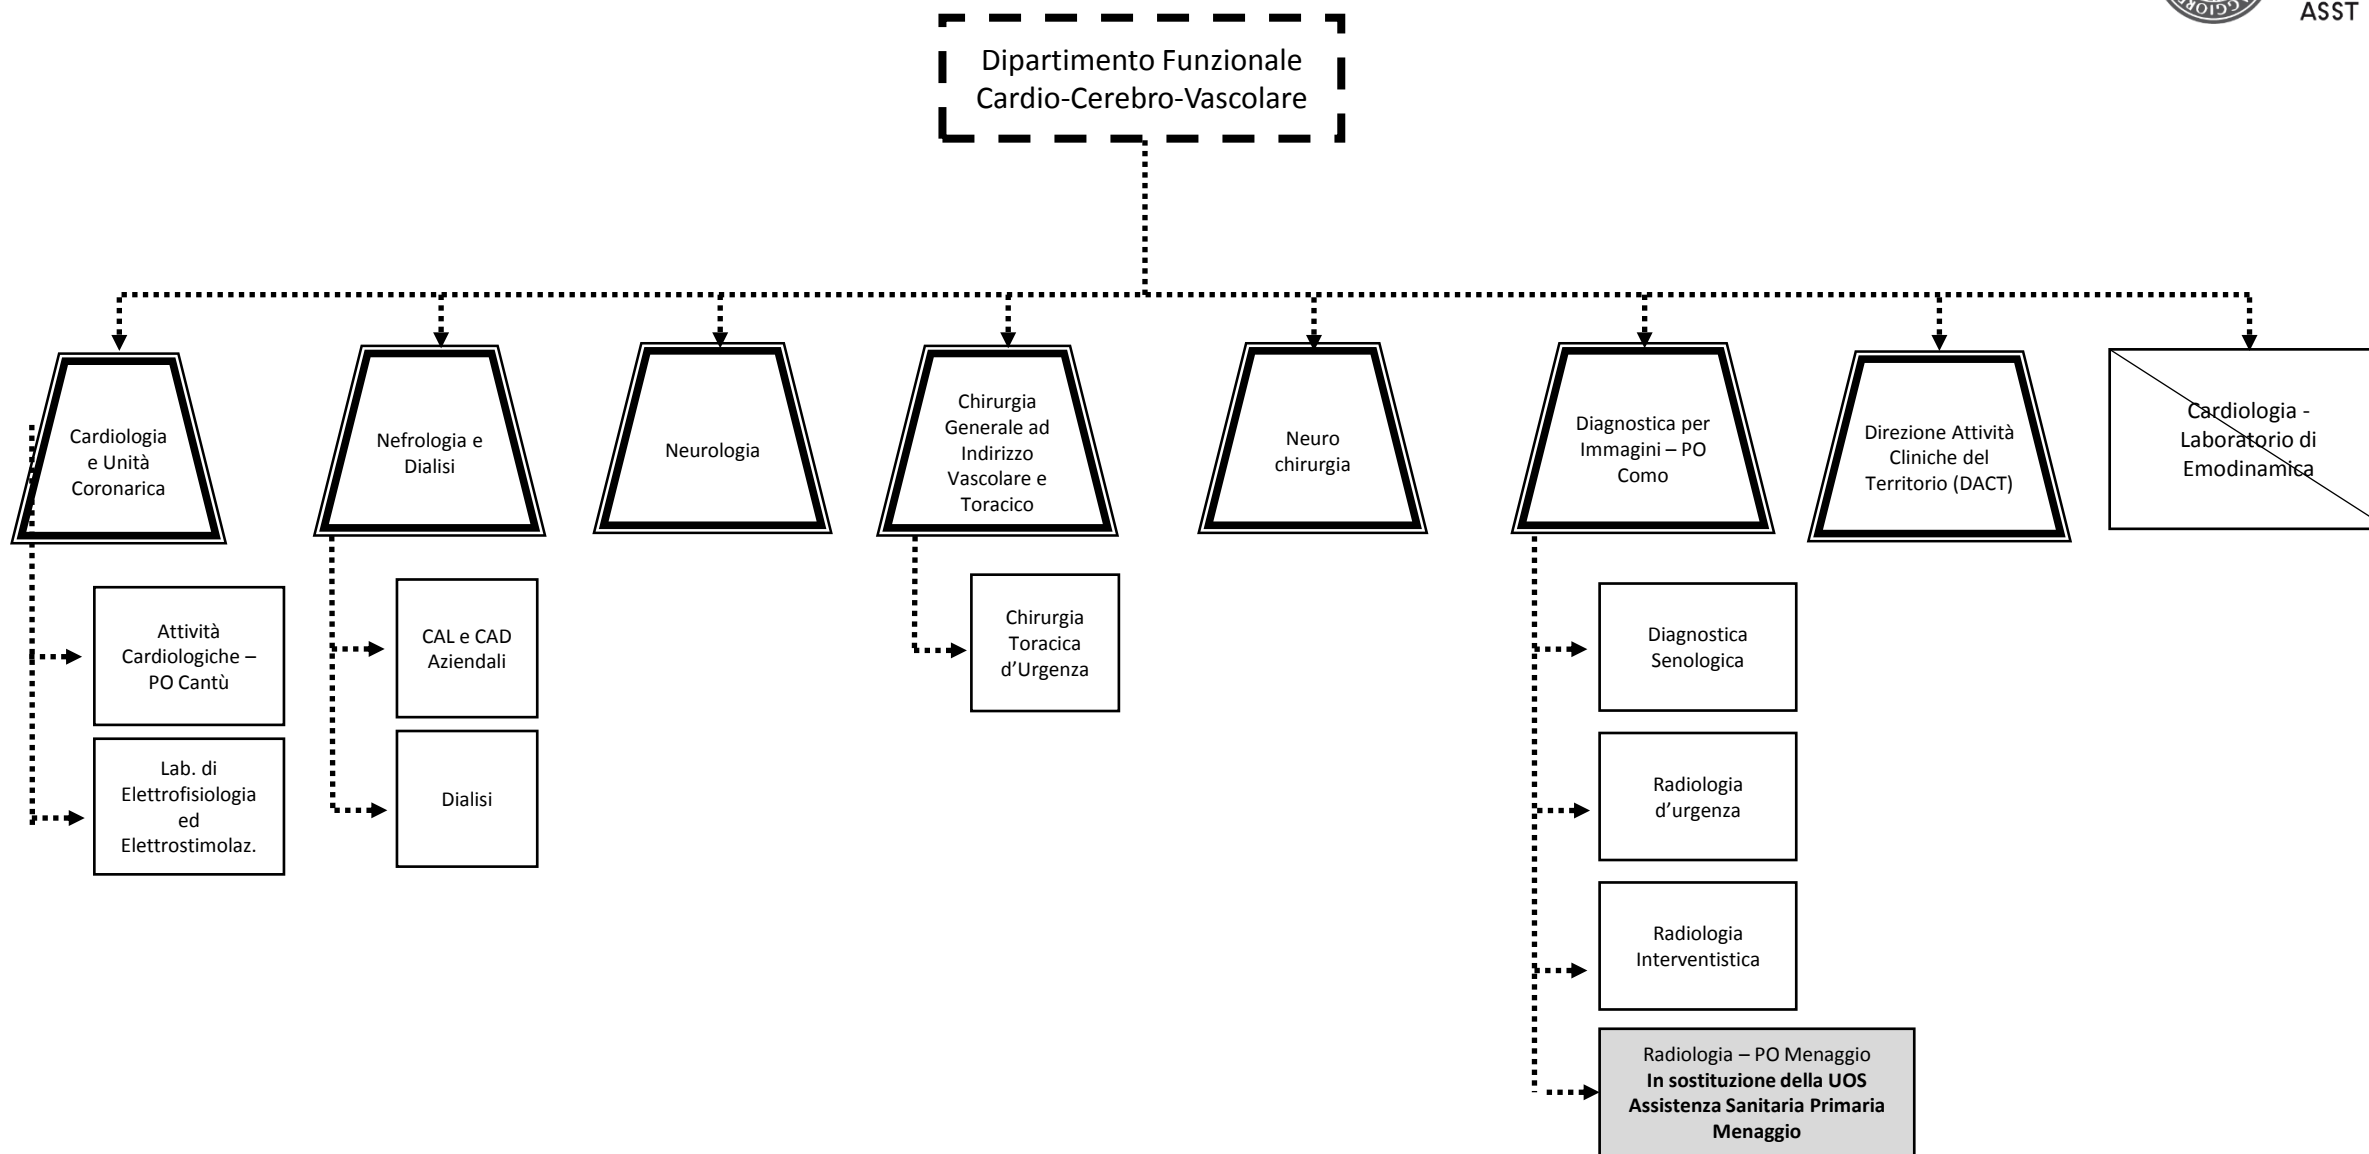 ASST
Dipartimento Funzionale
Cardio-Cerebro-Vascolare
Cardiologia
e Unità
Coronarica
Nefrologia e
Dialisi
Neurologia
Chirurgia
Generale ad
Indirizzo
Vascolare e
Toracico
Neuro
chirurgia
Diagnostica per
Immagini – PO
Como
Direzione Attività
Cliniche del
Territorio (DACT)
Cardiologia -
Laboratorio di
Emodinamica
Attività
Cardiologiche –
PO Cantù
CAL e CAD
Aziendali
Chirurgia
Toracica
d’Urgenza
Diagnostica
Senologica
Lab. di
Elettrofisiologia
ed
Elettrostimolaz.
Dialisi
Radiologia
d’urgenza
Radiologia
Interventistica
Radiologia – PO Menaggio
In sostituzione della UOS
Assistenza Sanitaria Primaria
Menaggio